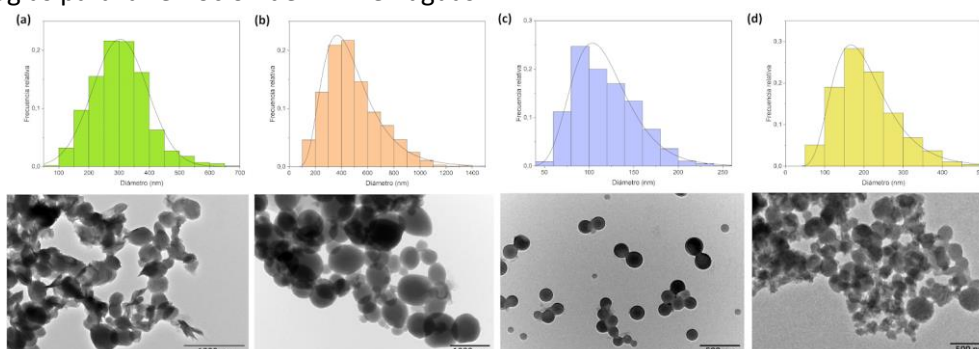 (a) (b) (c) (d)
0,2 0,2 0,3 0,3
0,2 0,2
0,1 0,1 0,1 0,1
0,0 0,0 0,0 0,0
Frecuencia relativa Frecuencia relativa Frecuencia relativa Frecuencia relativa
100 200 300 400 500 600 700 0 200 400 600 800 1000 1200 1400 50 100 150 200 250 0 100 200 300 400
Diámetro (nm) Diámetro (nm) Diámetro (nm) Diámetro (nm)